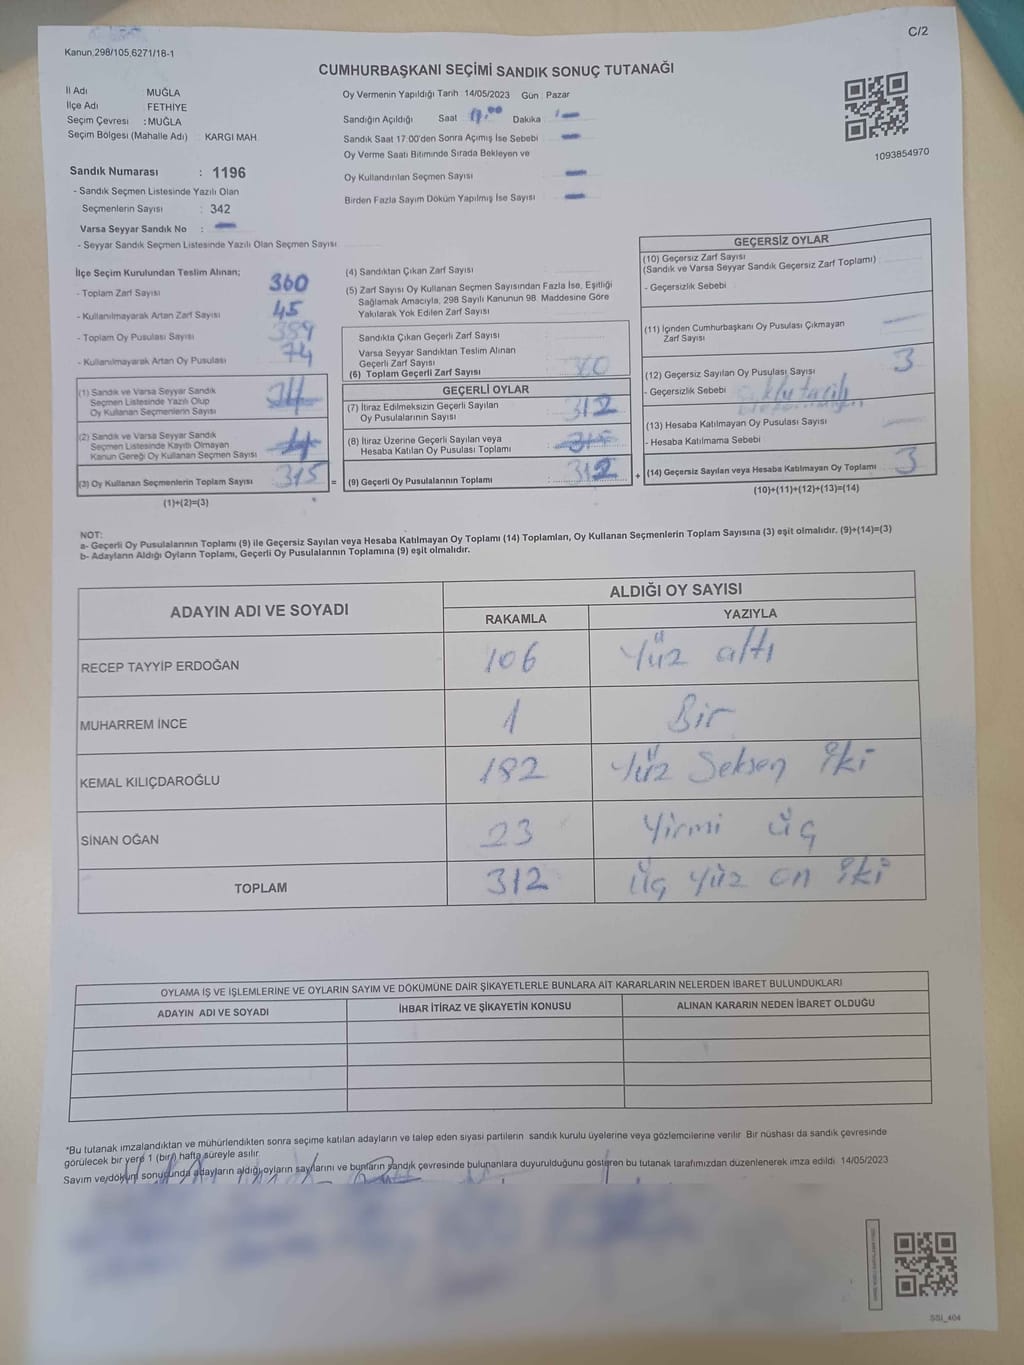 C/2
Kanun,298/105,6271/18-1
CUMHURBAŞKANI SEÇİMİ SANDIK SONUÇ TUTANAĞI
İl Adı : MUĞLA
İlçe Adı : FETHİYE
Seçim Çevresi : MUĞLA
Seçim Bölgesi (Mahalle Adı) : KARGI MAH.
Oy Vermenin Yapıldığı Tarih : 14/05/2023 Gün : Pazar
Sandığın Açıldığı Saat Dakika
Sandık Saat 17:00'den Sonra Açımış İse Sebebi
Oy Verme Saati Bitiminde Sırada Bekleyen ve
Oy Kullandırılan Seçmen Sayısı
Birden Fazla Sayım Döküm Yapılmış İse Sayısı
1093854970
Sandık Numarası : 1196
- Sandık Seçmen Listesinde Yazılı Olan
Seçmenlerin Sayısı : 342
Varsa Seyyar Sandık No :
- Seyyar Sandık Seçmen Listesinde Yazılı Olan Seçmen Sayısı
İlçe Seçim Kurulundan Teslim Alınan;
- Toplam Zarf Sayısı 360
- Kullanılmayarak Artan Zarf Sayısı 45
- Toplam Oy Pusulası Sayısı 389
- Kullanılmayarak Artan Oy Pusulası 74
(1) Sandık ve Varsa Seyyar Sandık
Seçmen Listesinde Yazılı Olup
Oy Kullanan Seçmenlerin Sayısı
(2) Sandık ve Varsa Seyyar Sandık
Seçmen Listesinde Kayıtlı Olmayan
Kanun Gereği Oy Kullanan Seçmen Sayısı
(3) Oy Kullanan Seçmenlerin Toplam Sayısı 315
(1)+(2)=(3)
(4) Sandıktan Çıkan Zarf Sayısı
(5) Zarf Sayısı Oy Kullanan Seçmen Sayısından Fazla İse, Eşitliği
Sağlamak Amacıyla, 298 Sayılı Kanunun 98. Maddesine Göre
Yakılarak Yok Edilen Zarf Sayısı
Sandıkta Çıkan Geçerli Zarf Sayısı
Varsa Seyyar Sandıktan Teslim Alınan
Geçerli Zarf Sayısı
(6) Toplam Geçerli Zarf Sayısı
GEÇERLİ OYLAR
(7) İtiraz Edilmeksizin Geçerli Sayılan
Oy Pusulalarının Sayısı : 312
(8) İtiraz Üzerine Geçerli Sayılan veya
Hesaba Katılan Oy Pusulası Toplamı
= (9) Geçerli Oy Pusulalarının Toplamı : 312
GEÇERSİZ OYLAR
(10) Geçersiz Zarf Sayısı
(Sandık ve Varsa Seyyar Sandık Geçersiz Zarf Toplamı)
- Geçersizlik Sebebi
(11) İçinden Cumhurbaşkanı Oy Pusulası Çıkmayan
Zarf Sayısı
(12) Geçersiz Sayılan Oy Pusulası Sayısı 3
- Geçersizlik Sebebi
(13) Hesaba Katılmayan Oy Pusulası Sayısı
- Hesaba Katılmama Sebebi
+ (14) Geçersiz Sayılan veya Hesaba Katılmayan Oy Toplamı 3
(10)+(11)+(12)+(13)=(14)
NOT:
a- Geçerli Oy Pusulalarının Toplamı (9) ile Geçersiz Sayılan veya Hesaba Katılmayan Oy Toplamı (14) Toplamları, Oy Kullanan Seçmenlerin Toplam Sayısına (3) eşit olmalıdır. (9)+(14)=(3)
b- Adayların Aldığı Oyların Toplamı, Geçerli Oy Pusulalarının Toplamına (9) eşit olmalıdır.
ADAYIN ADI VE SOYADI
ALDIĞI OY SAYISI
RAKAMLA YAZIYLA
RECEP TAYYİP ERDOĞAN 106 Yüz altı
MUHARREM İNCE 1 Bir
KEMAL KILIÇDAROĞLU 182 Yüz Seksen iki
SİNAN OĞAN 23 Yirmi üç
TOPLAM 312 Üç yüz on iki
OYLAMA İŞ VE İŞLEMLERİNE VE OYLARIN SAYIM VE DÖKÜMÜNE DAİR ŞİKAYETLERLE BUNLARA AİT KARARLARIN NELERDEN İBARET BULUNDUKLARI
ADAYIN ADI VE SOYADI İHBAR İTİRAZ VE ŞİKAYETİN KONUSU ALINAN KARARIN NEDEN İBARET OLDUĞU
*Bu tutanak imzalandıktan ve mühürlendikten sonra seçime katılan adayların ve talep eden siyasi partilerin sandık kurulu üyelerine veya gözlemcilerine verilir. Bir nüshası da sandık çevresinde
görülecek bir yere 1 (bir) hafta süreyle asılır.
Sayım ve döküm sonucunda adayların aldığı oyların sayılarını ve bunların sandık çevresinde bulunanlara duyurulduğunu gösteren bu tutanak tarafımızdan düzenlenerek imza edildi. 14/05/2023
SSI_404